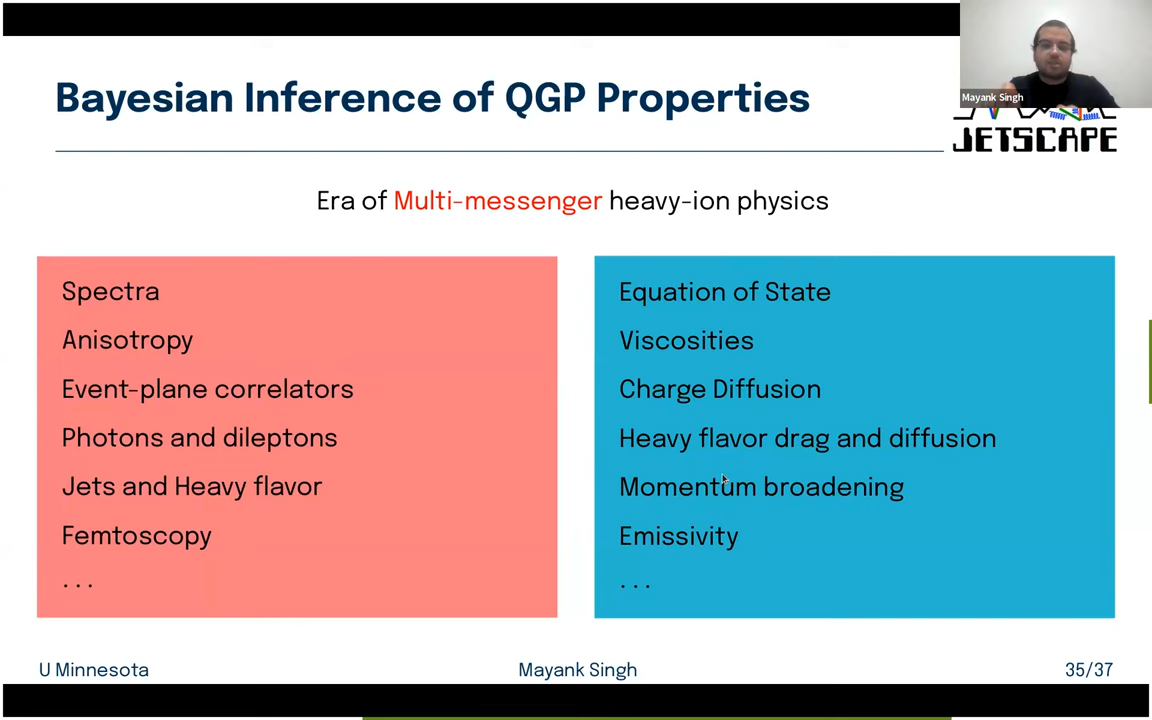 Bayesian Inference of QGP Properties
Mayank Singh
JETSCAPE
Era of Multi-messenger heavy-ion physics
Spectra
Anisotropy
Event-plane correlators
Photons and dileptons
Jets and Heavy flavor
Femtoscopy
...
Equation of State
Viscosities
Charge Diffusion
Heavy flavor drag and diffusion
Momentum broadening
Emissivity
...
U Minnesota
Mayank Singh
35/37